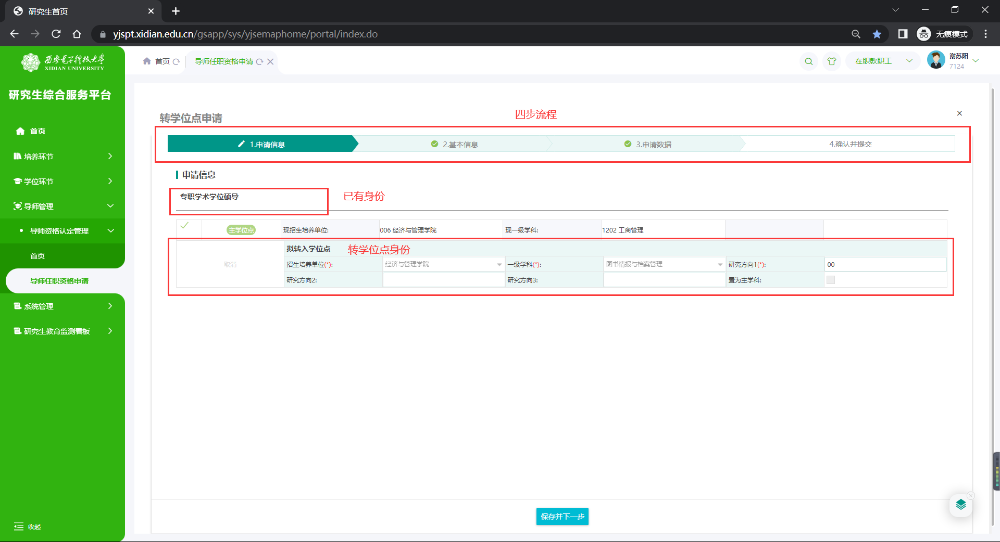 研究生首页
yjspt.xidian.edu.cn/gsapp/sys/yjsemaphome/portal/index.do
无痕模式
西安电子科技大学
XIDIAN UNIVERSITY
研究生综合服务平台
首页
培养环节
学位环节
导师管理
导师资格认定管理
首页
导师任职资格申请
系统管理
研究生教育监测看板
收起
首页
导师任职资格申请
在职教职工
谢苏阳
7124
转学位点申请
四步流程
1.申请信息
2.基本信息
3.申请数据
4.确认并提交
申请信息
专职学术学位硕导
已有身份
主学位点 现招生培养单位: 006 经济与管理学院 现一级学科: 1202 工商管理
取消
拟转入学位点 转学位点身份
招生培养单位(*): 经济与管理学院 一级学科(*): 图书情报与档案管理 研究方向1(*): 00
研究方向2: 研究方向3: 置为主学科:
保存并下一步